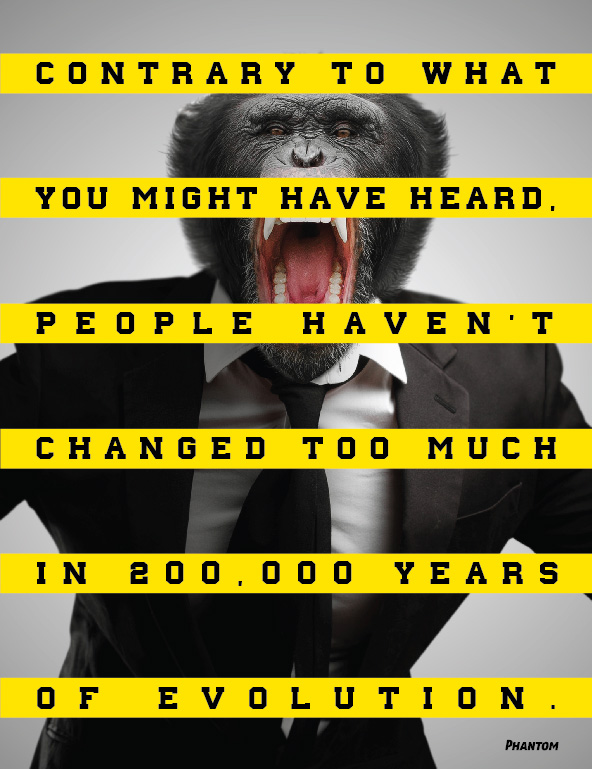 CONTRARY TO WHAT
YOU MIGHT HAVE HEARD,
PEOPLE HAVEN'T
CHANGED TOO MUCH
IN 200,000 YEARS
OF EVOLUTION.
PHANTOM